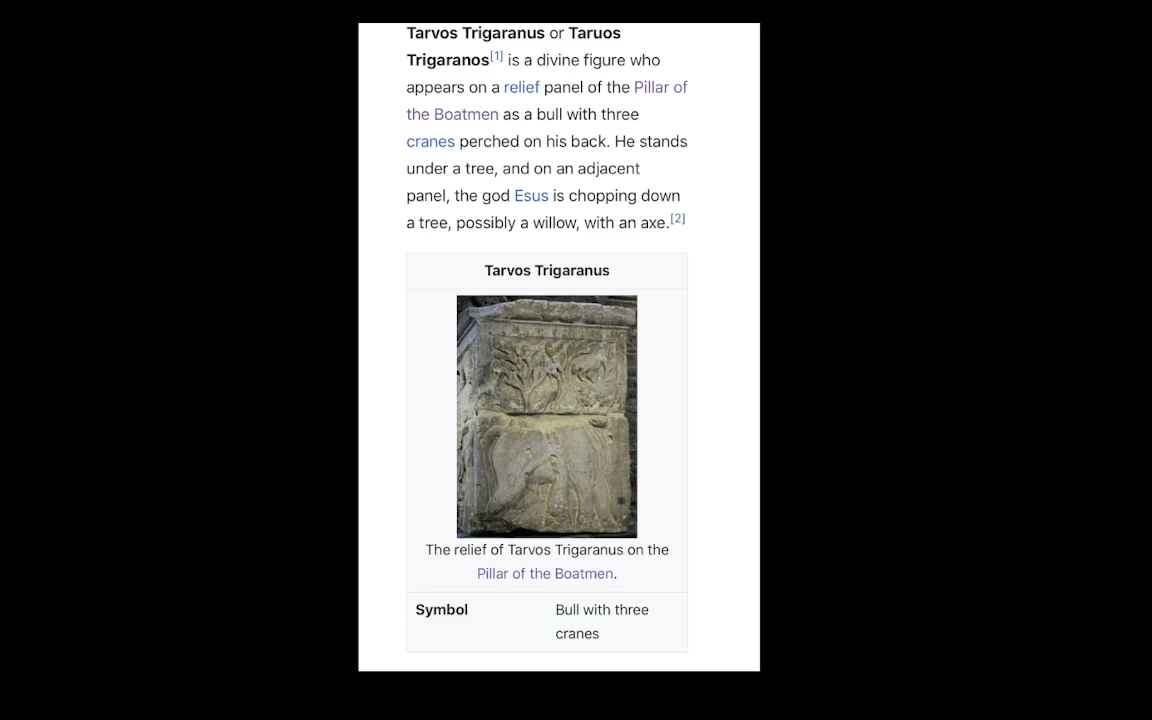 Tarvos Trigaranus or Taruos
Trigaranos[1] is a divine figure who
appears on a relief panel of the Pillar of
the Boatmen as a bull with three
cranes perched on his back. He stands
under a tree, and on an adjacent
panel, the god Esus is chopping down
a tree, possibly a willow, with an axe.[2]
Tarvos Trigaranus
The relief of Tarvos Trigaranus on the
Pillar of the Boatmen.
Symbol Bull with three
cranes